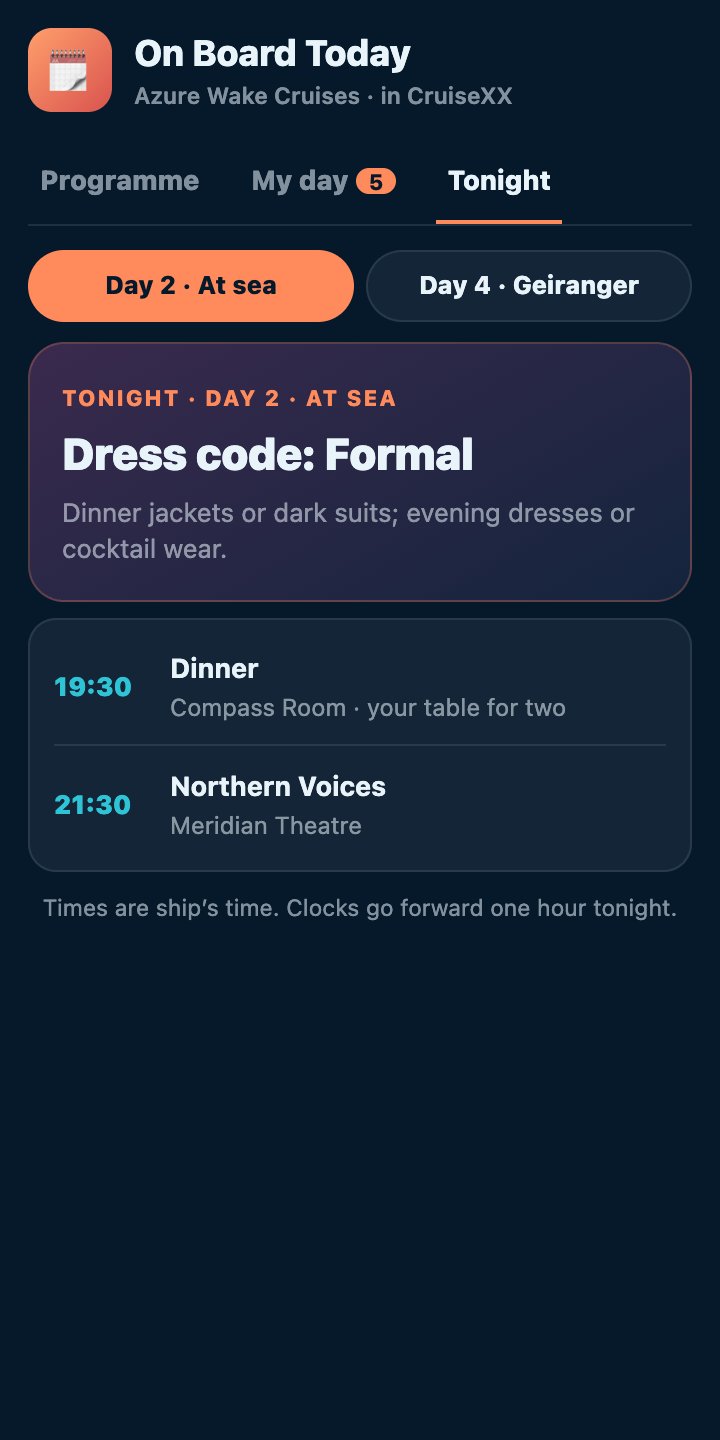 On Board Today
Azure Wake Cruises · in CruiseXX
Programme
My day 5
Tonight
Day 2 · At sea
Day 4 · Geiranger
TONIGHT · DAY 2 · AT SEA
Dress code: Formal
Dinner jackets or dark suits; evening dresses or
cocktail wear.
19:30
Dinner
Compass Room · your table for two
21:30
Northern Voices
Meridian Theatre
Times are ship’s time. Clocks go forward one hour tonight.